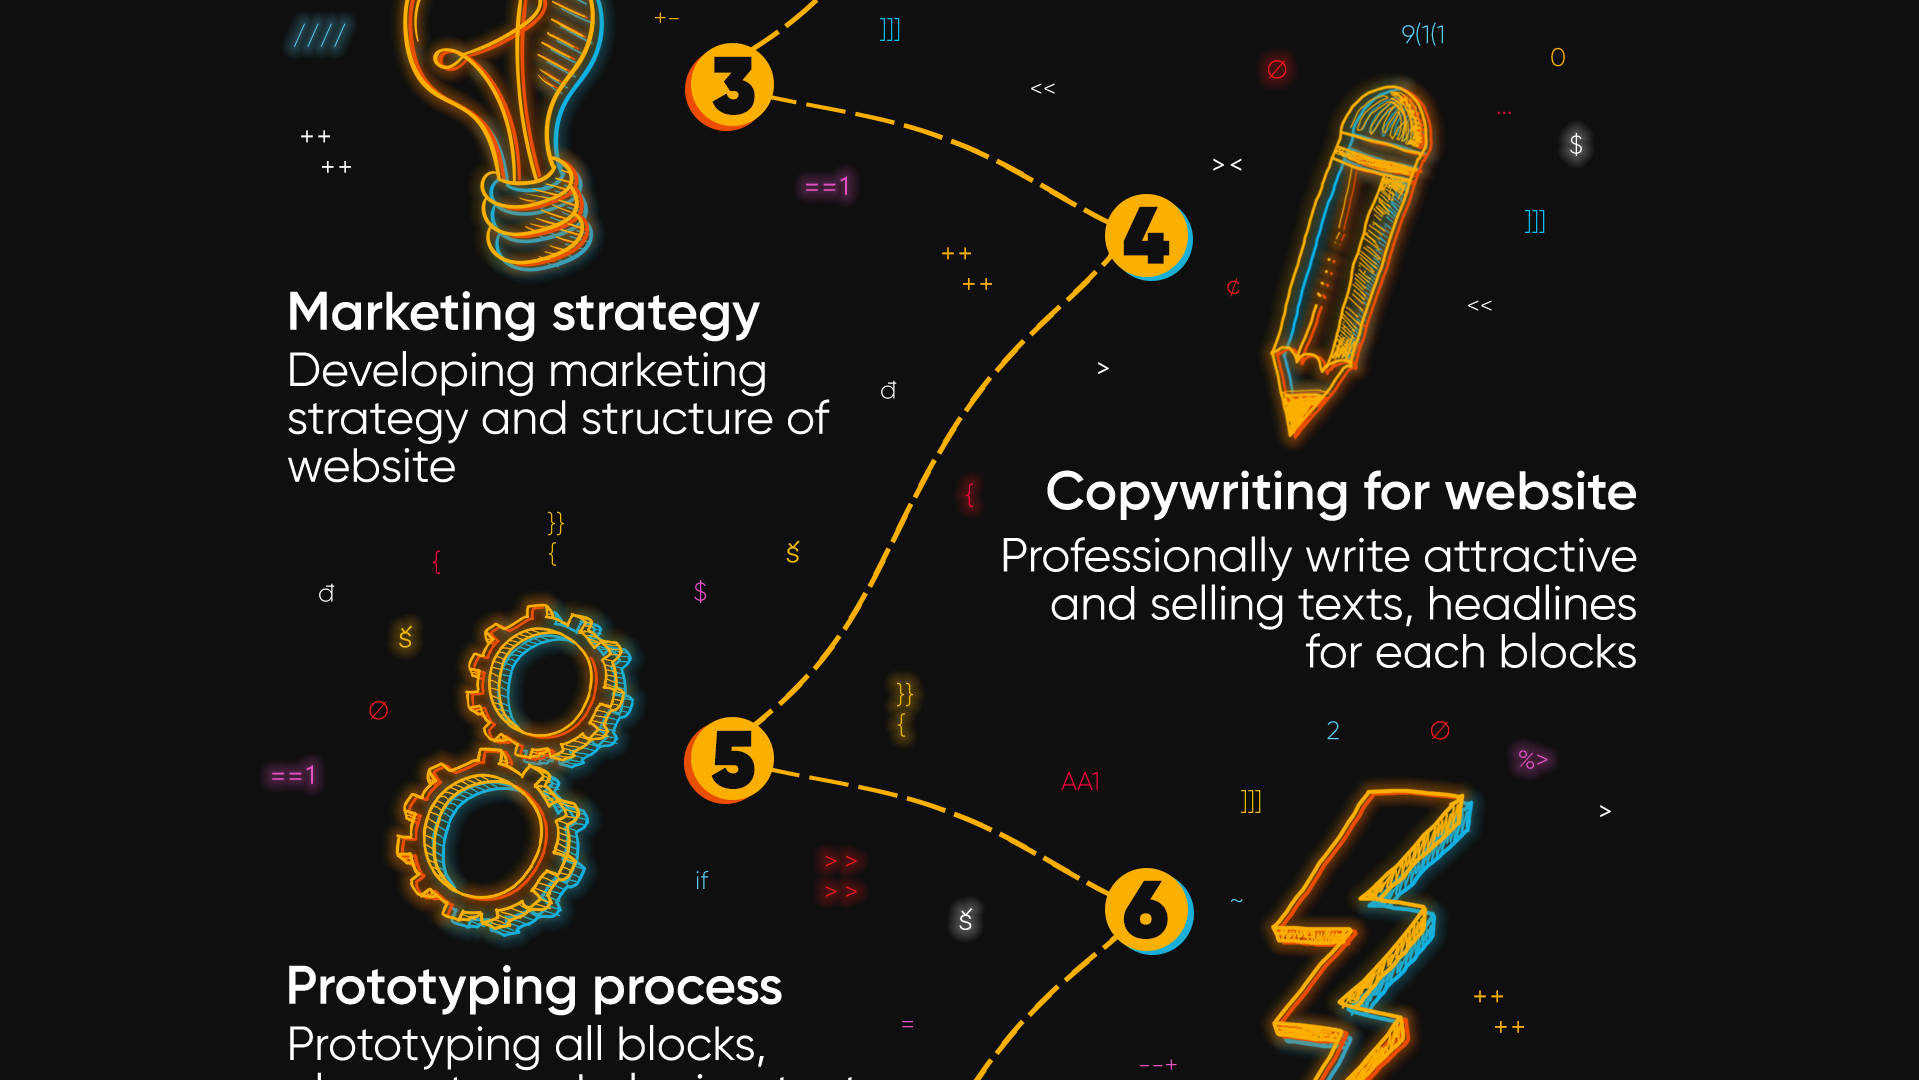 ////
+-
]]]
9(1(1
0
3
<<
Ø
...
$
++
++
><
==1
]]]
4
++
++
¢
<<
Marketing strategy
Developing marketing
strategy and structure of
website
>
đ
{
Copywriting for website
Professionally write attractive
and selling texts, headlines
for each blocks
}}
{
{
š
đ
$
š
Ø
}}
{
2
Ø
%>
5
==1
AA1
]]]
>
if
>>
>>
š
6
~
Prototyping process
Prototyping all blocks,
++
++
=
--+